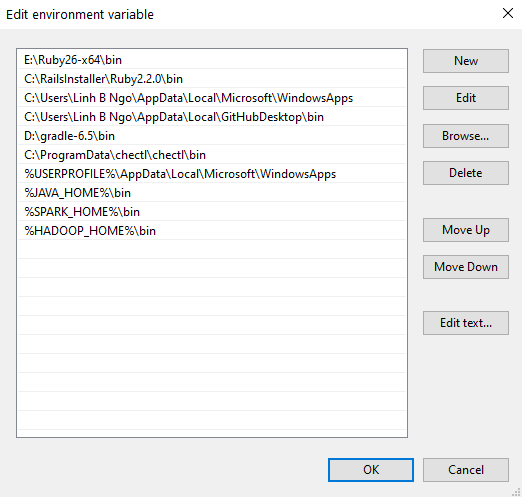 Edit environment variable
E:\Ruby26-x64\bin
C:\RailsInstaller\Ruby2.2.0\bin
C:\Users\Linh B Ngo\AppData\Local\Microsoft\WindowsApps
C:\Users\Linh B Ngo\AppData\Local\GitHubDesktop\bin
D:\gradle-6.5\bin
C:\ProgramData\chectl\chectl\bin
%USERPROFILE%\AppData\Local\Microsoft\WindowsApps
%JAVA_HOME%\bin
%SPARK_HOME%\bin
%HADOOP_HOME%\bin
New
Edit
Browse...
Delete
Move Up
Move Down
Edit text...
OK
Cancel